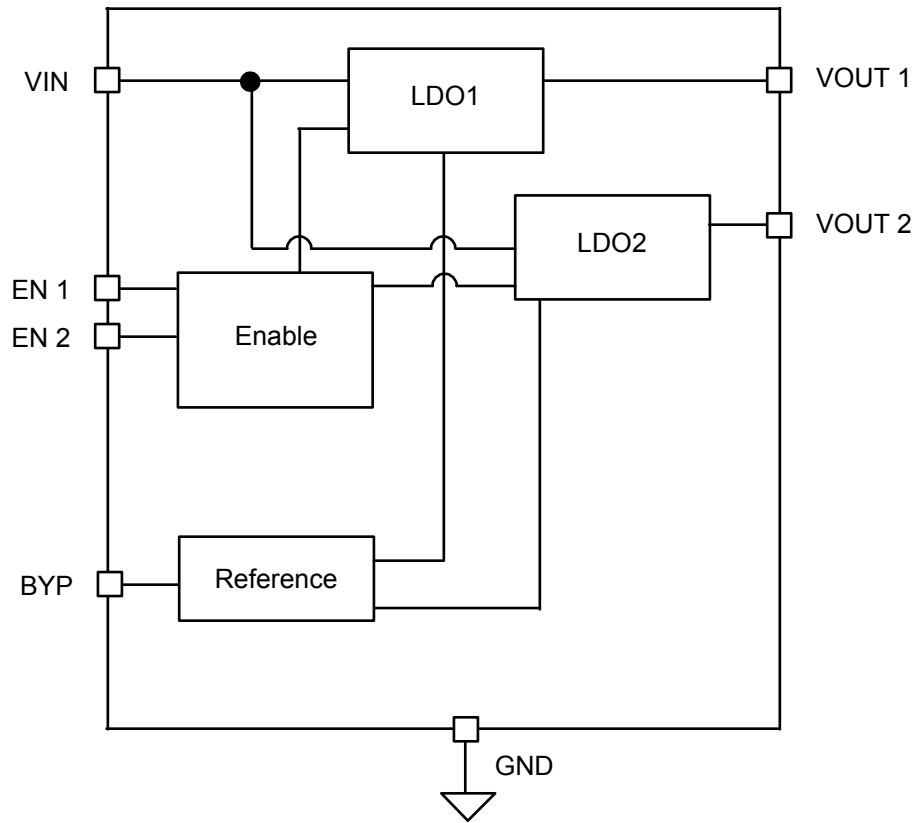 VIN
LDO1
VOUT 1
LDO2
VOUT 2
EN 1
EN 2
Enable
BYP
Reference
GND